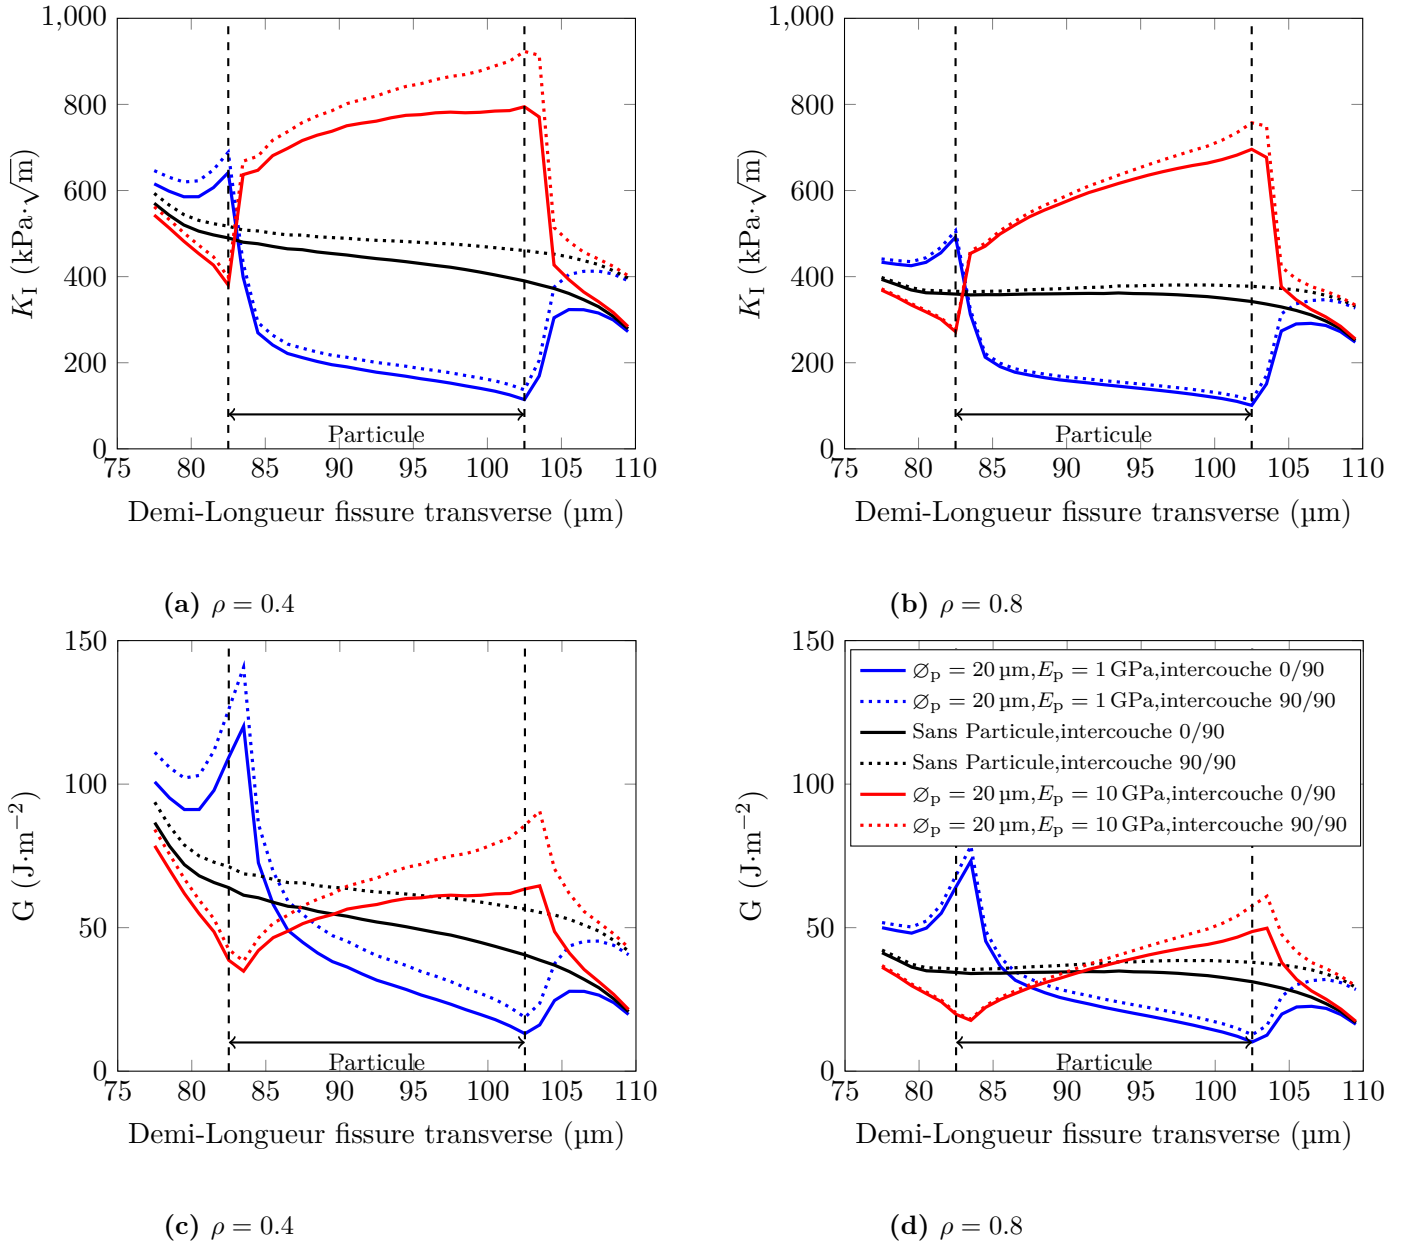 1,000
800
600
400
200
0
75 80 85 90 95 100 105 110
K_I (kPa·√m)
Particule
Demi-Longueur fissure transverse (µm)
(a) ρ = 0.4
1,000
800
600
400
200
0
75 80 85 90 95 100 105 110
K_I (kPa·√m)
Particule
Demi-Longueur fissure transverse (µm)
(b) ρ = 0.8
150
100
50
0
75 80 85 90 95 100 105 110
G (J·m⁻²)
Particule
Demi-Longueur fissure transverse (µm)
(c) ρ = 0.4
150
100
50
0
75 80 85 90 95 100 105 110
G (J·m⁻²)
∅p = 20 µm,Ep = 1 GPa,intercouche 0/90
∅p = 20 µm,Ep = 1 GPa,intercouche 90/90
Sans Particule,intercouche 0/90
Sans Particule,intercouche 90/90
∅p = 20 µm,Ep = 10 GPa,intercouche 0/90
∅p = 20 µm,Ep = 10 GPa,intercouche 90/90
Particule
Demi-Longueur fissure transverse (µm)
(d) ρ = 0.8